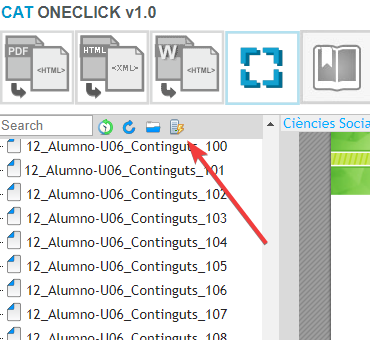 CAT ONECLICK v1.0
PDF <HTML> HTML <XML> W <HTML>
Search
Ciències Socia
12_Alumno-U06_Continguts_100
12_Alumno-U06_Continguts_101
12_Alumno-U06_Continguts_102
12_Alumno-U06_Continguts_103
12_Alumno-U06_Continguts_104
12_Alumno-U06_Continguts_105
12_Alumno-U06_Continguts_106
12_Alumno-U06_Continguts_107
12_Alumno-U06_Continguts_108